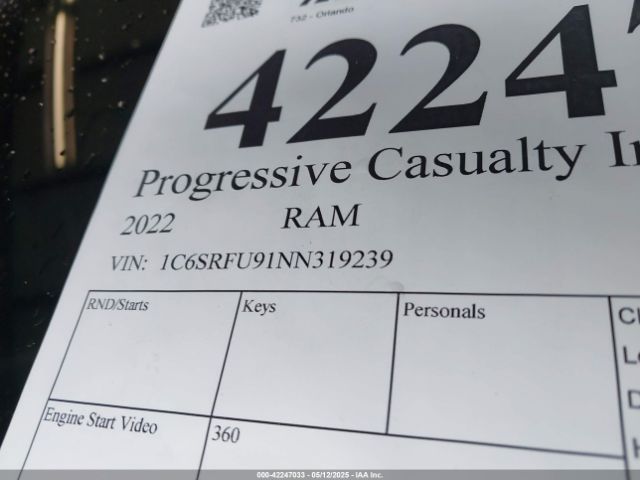 732 - Orlando
4224
Progressive Casualty
2022 RAM
VIN: 1C6SRFU91NN319239
RND/Starts Keys Personals
Engine Start Video 360
000-42247033 - 05/12/2025 - IAA Inc.